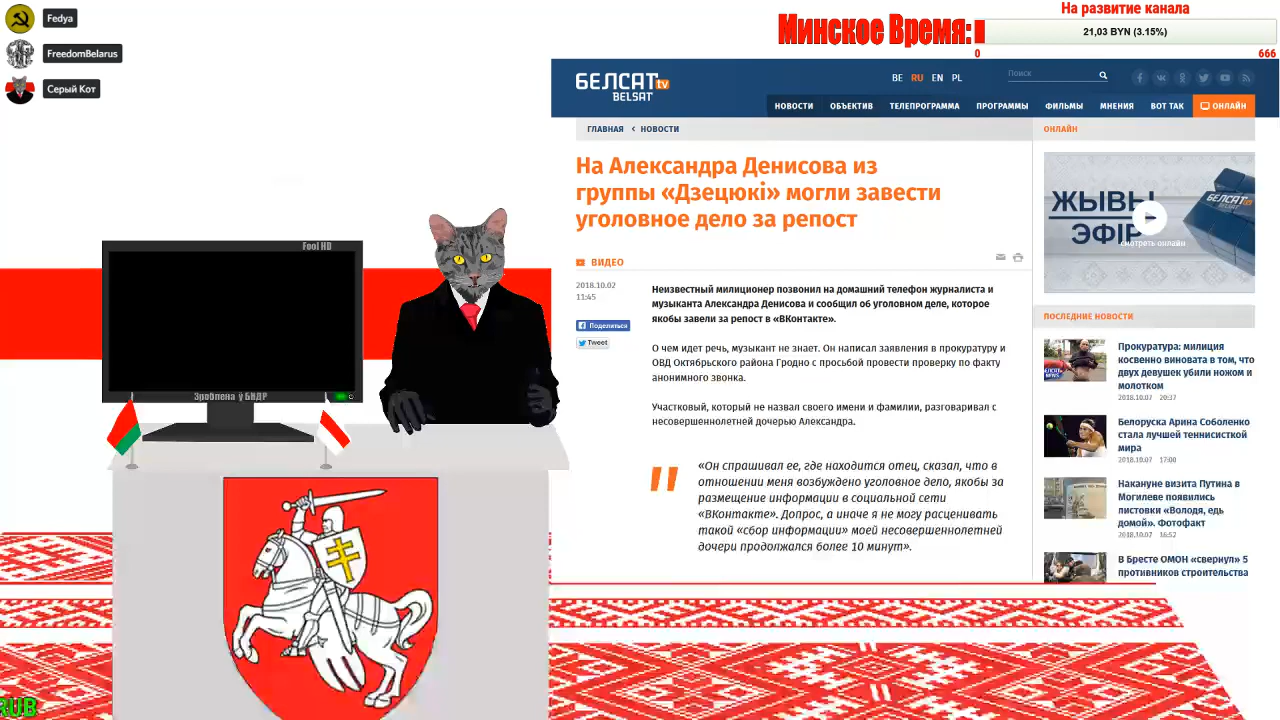 Fedya
FreedomBelarus
Серый Кот
Минское Время:
На развитие канала
21,03 BYN (3.15%)
0
666
БЕЛСАТ tv
BELSAT
BE RU EN PL
Поиск
НОВОСТИ ОБЪЕКТИВ ТЕЛЕПРОГРАММА ПРОГРАММЫ ФИЛЬМЫ МНЕНИЯ ВОТ ТАК ОНЛАЙН
ГЛАВНАЯ < НОВОСТИ
На Александра Денисова из
группы «Дзецюкі» могли завести
уголовное дело за репост
ВИДЕО
2018.10.02
11:45
Поделиться
Tweet
Неизвестный милиционер позвонил на домашний телефон журналиста и
музыканта Александра Денисова и сообщил об уголовном деле, которое
якобы завели за репост в «ВКонтакте».
О чем идет речь, музыкант не знает. Он написал заявления в прокуратуру и
ОВД Октябрьского района Гродно с просьбой провести проверку по факту
анонимного звонка.
Участковый, который не назвал своего имени и фамилии, разговаривал с
несовершеннолетней дочерью Александра.
«Он спрашивал ее, где находится отец, сказал, что в
отношении меня возбуждено уголовное дело, якобы за
размещение информации в социальной сети
«ВКонтакте». Допрос, а иначе я не могу расценивать
такой «сбор информации» моей несовершеннолетней
дочери продолжался более 10 минут».
ОНЛАЙН
ЖЫВЫ
ЭФІР
смотреть онлайн
БЕЛСАТ tv
BELSAT
ПОСЛЕДНИЕ НОВОСТИ
Прокуратура: милиция
косвенно виновата в том, что
двух девушек убили ножом и
молотком
2018.10.07 20:37
Белоруска Арина Соболенко
стала лучшей теннисисткой
мира
2018.10.07 17:00
Накануне визита Путина в
Могилеве появились
листовки «Володя, едь
домой». Фотофакт
2018.10.07 16:52
В Бресте ОМОН «свернул» 5
противников строительства
Fool HD
Зроблена ў БНДР
RUB